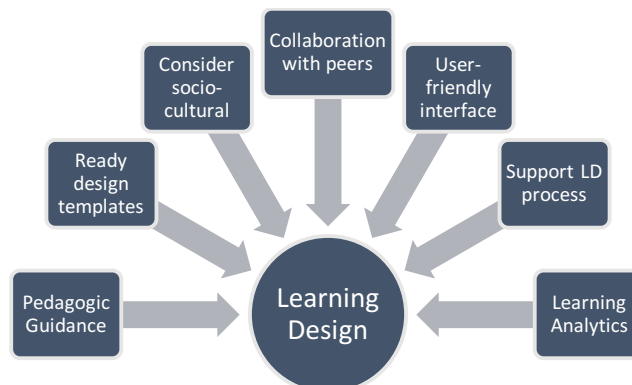 Collaboration
with peers
Consider
socio-
cultural
User-
friendly
interface
Ready
design
templates
Support LD
process
Pedagogic
Guidance
Learning
Design
Learning
Analytics